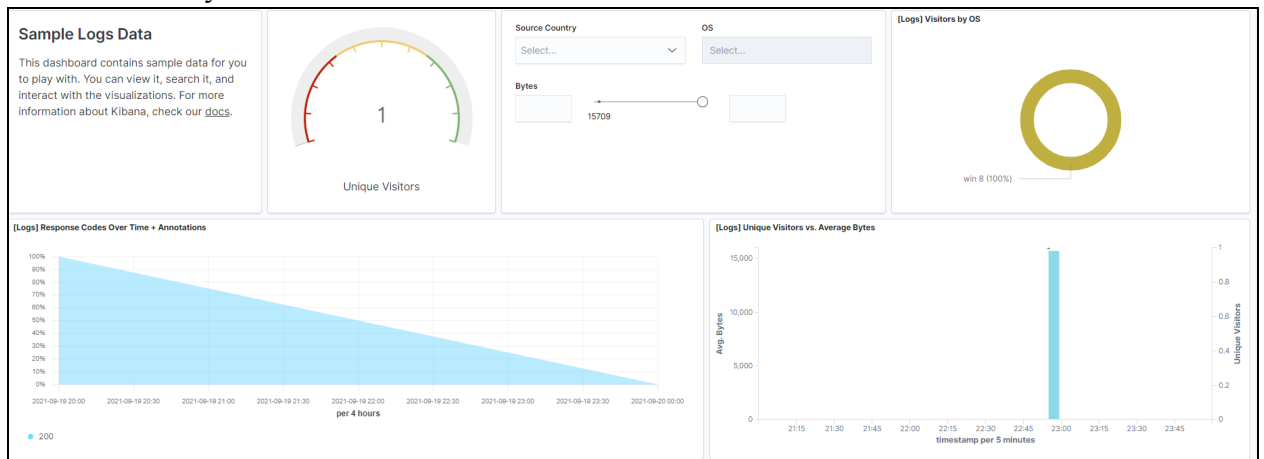 Sample Logs Data
This dashboard contains sample data for you
to play with. You can view it, search it, and
interact with the visualizations. For more
information about Kibana, check our docs.
1
Unique Visitors
Source Country
Select...
OS
Select...
Bytes
15709
[Logs] Visitors by OS
win 8 (100%)
[Logs] Response Codes Over Time + Annotations
100%
90%
80%
70%
60%
50%
40%
30%
20%
10%
0%
2021-09-19 20:00 2021-09-19 20:30 2021-09-19 21:00 2021-09-19 21:30 2021-09-19 22:00 2021-09-19 22:30 2021-09-19 23:00 2021-09-19 23:30 2021-09-20 00:00
per 4 hours
200
[Logs] Unique Visitors vs. Average Bytes
Avg. Bytes
15,000
10,000
5,000
0
1
0.8
0.6
0.4
0.2
0
Unique Visitors
21:15 21:30 21:45 22:00 22:15 22:30 22:45 23:00 23:15 23:30 23:45
timestamp per 5 minutes